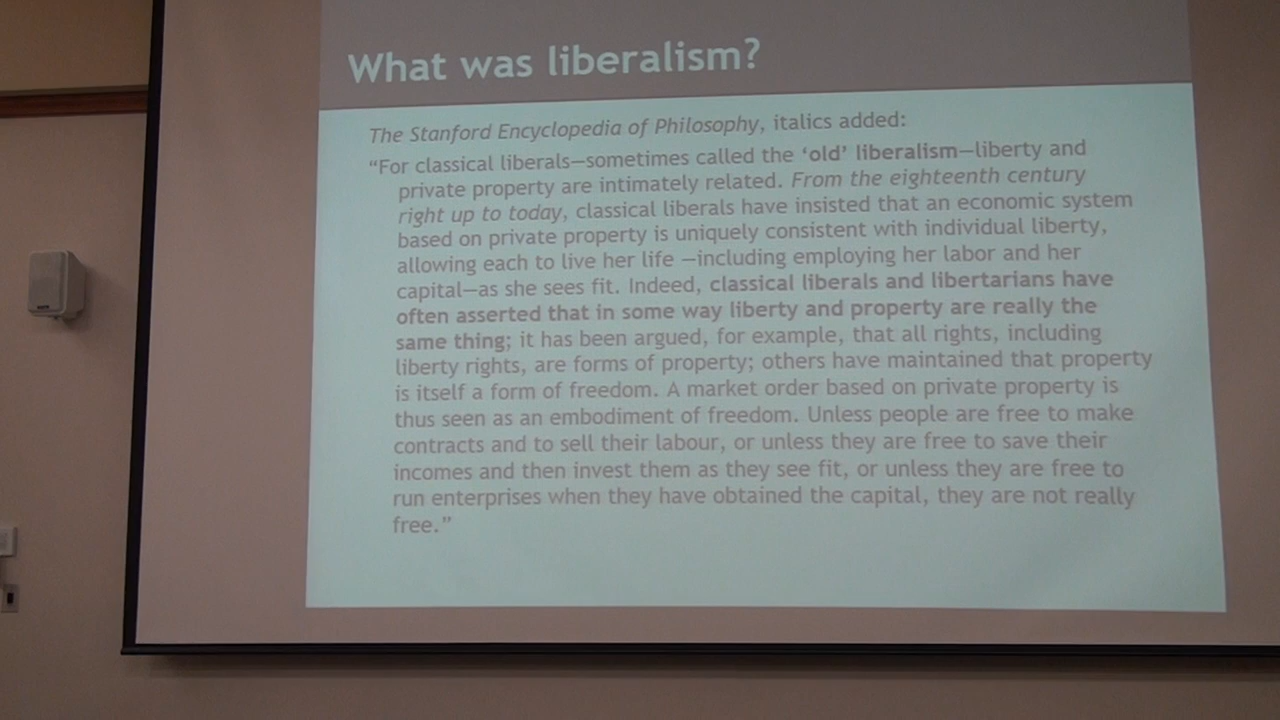 What was liberalism?
The Stanford Encyclopedia of Philosophy, italics added:
“For classical liberals—sometimes called the ‘old’ liberalism—liberty and
private property are intimately related. From the eighteenth century
right up to today, classical liberals have insisted that an economic system
based on private property is uniquely consistent with individual liberty,
allowing each to live her life —including employing her labor and her
capital—as she sees fit. Indeed, classical liberals and libertarians have
often asserted that in some way liberty and property are really the
same thing; it has been argued, for example, that all rights, including
liberty rights, are forms of property; others have maintained that property
is itself a form of freedom. A market order based on private property is
thus seen as an embodiment of freedom. Unless people are free to make
contracts and to sell their labour, or unless they are free to save their
incomes and then invest them as they see fit, or unless they are free to
run enterprises when they have obtained the capital, they are not really
free.”